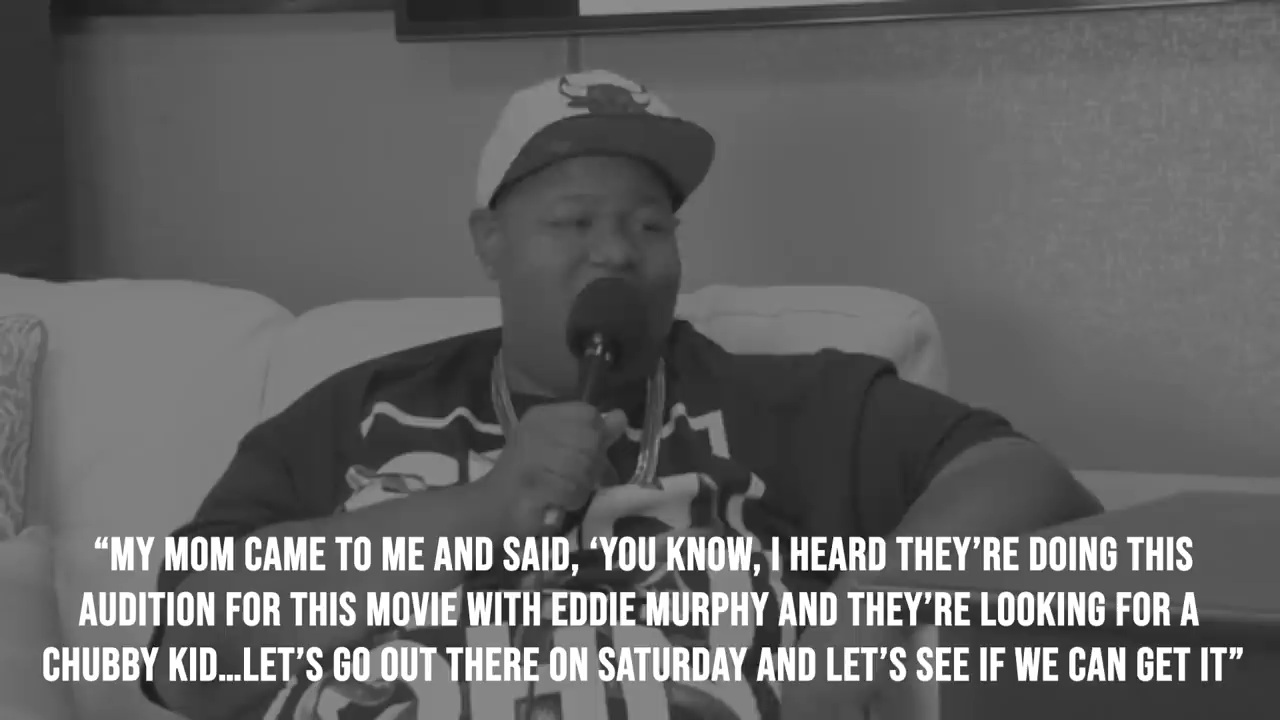 “MY MOM CAME TO ME AND SAID, ‘YOU KNOW, I HEARD THEY’RE DOING THIS
AUDITION FOR THIS MOVIE WITH EDDIE MURPHY AND THEY’RE LOOKING FOR A
CHUBBY KID...LET’S GO OUT THERE ON SATURDAY AND LET’S SEE IF WE CAN GET IT”